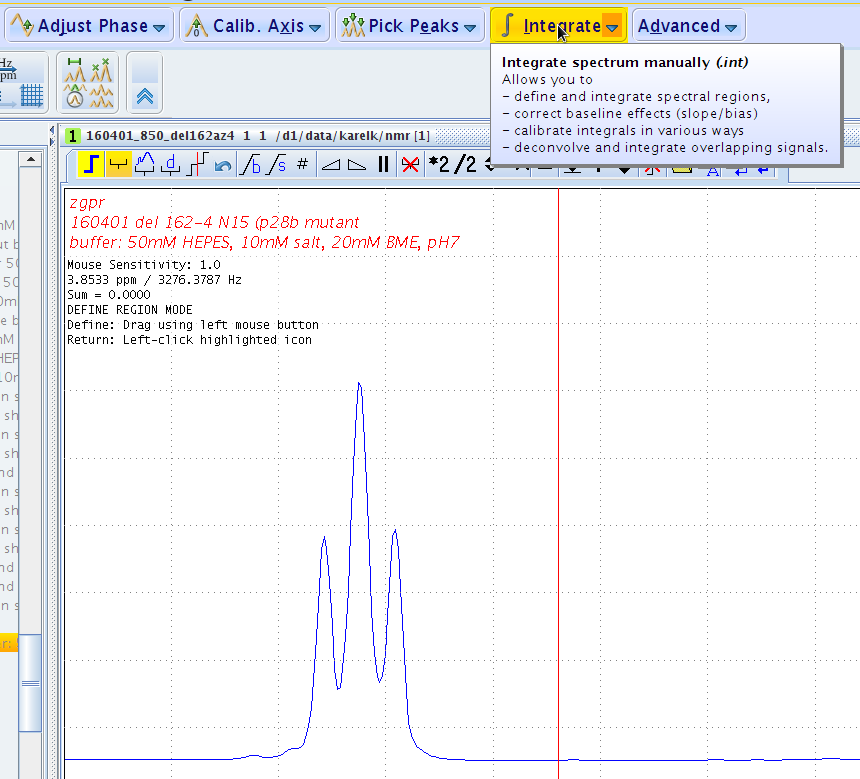 Adjust Phase Calib. Axis Pick Peaks Integrate Advanced
Integrate spectrum manually (.int)
Allows you to
- define and integrate spectral regions,
- correct baseline effects (slope/bias)
- calibrate integrals in various ways
- deconvolve and integrate overlapping signals.
Hz
ppm
1 160401_850_del162az4 1 1 /d1/data/karelk/nmr [1]
*2 /2
zgpr
160401 del 162-4 N15 (p28b mutant
buffer: 50mM HEPES, 10mM salt, 20mM BME, pH7
Mouse Sensitivity: 1.0
3.8533 ppm / 3276.3787 Hz
Sum = 0.0000
DEFINE REGION MODE
Define: Drag using left mouse button
Return: Left-click highlighted icon